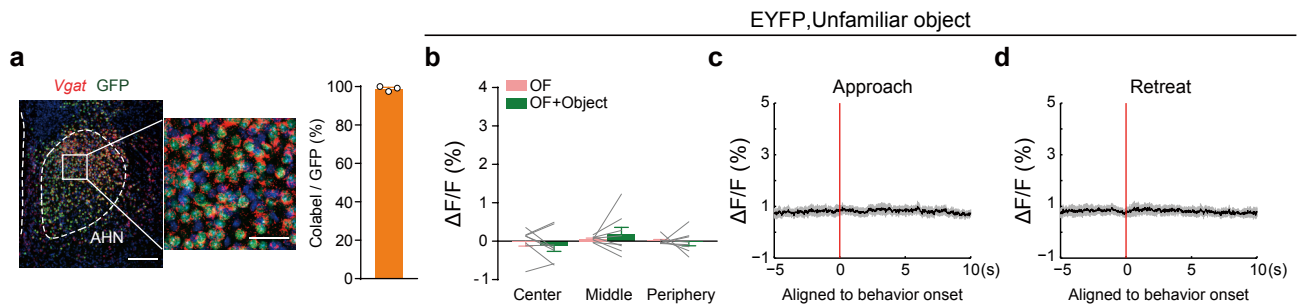 EYFP,Unfamiliar object
a
Vgat GFP
AHN
Colabel / GFP (%)
100
80
60
40
20
0
b
OF
OF+Object
ΔF/F (%)
4
3
2
1
0
-1
Center Middle Periphery
c
Approach
ΔF/F (%)
5
3
1
−1
−5 0 5 10(s)
Aligned to behavior onset
d
Retreat
ΔF/F (%)
5
3
1
−1
−5 0 5 10(s)
Aligned to behavior onset